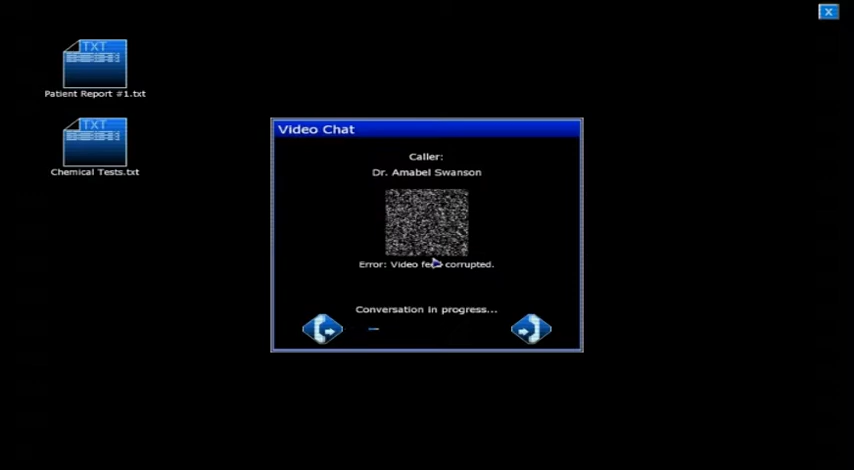 X
TXT
Patient Report #1.txt
TXT
Chemical Tests.txt
Video Chat
Caller:
Dr. Amabel Swanson
Error: Video corrupted.
Conversation in progress...